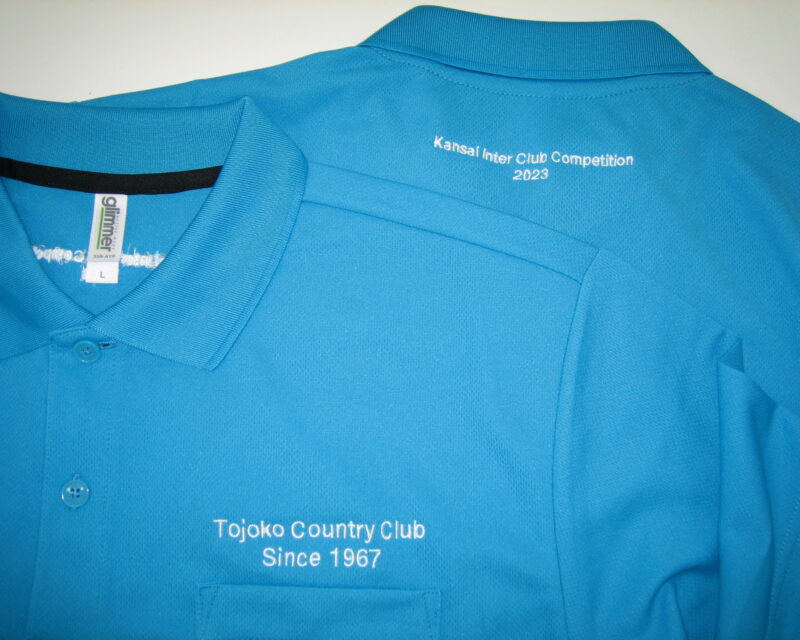 Kansai Inter Club Competition
2023
glimmer
L
Tojoko Country Club
Since 1967